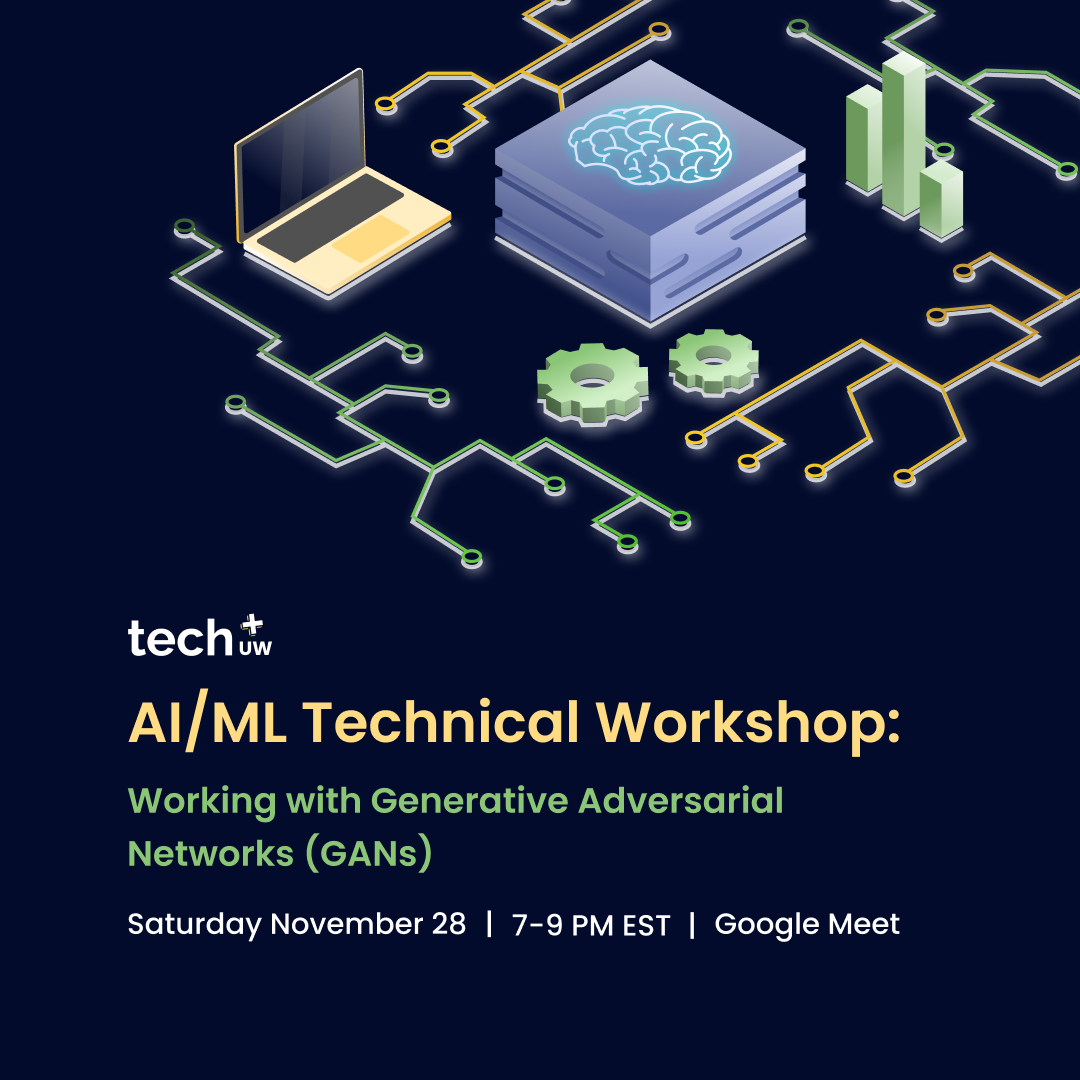 tech+ UW
AI/ML Technical Workshop:
Working with Generative Adversarial
Networks (GANs)
Saturday November 28 | 7-9 PM EST | Google Meet